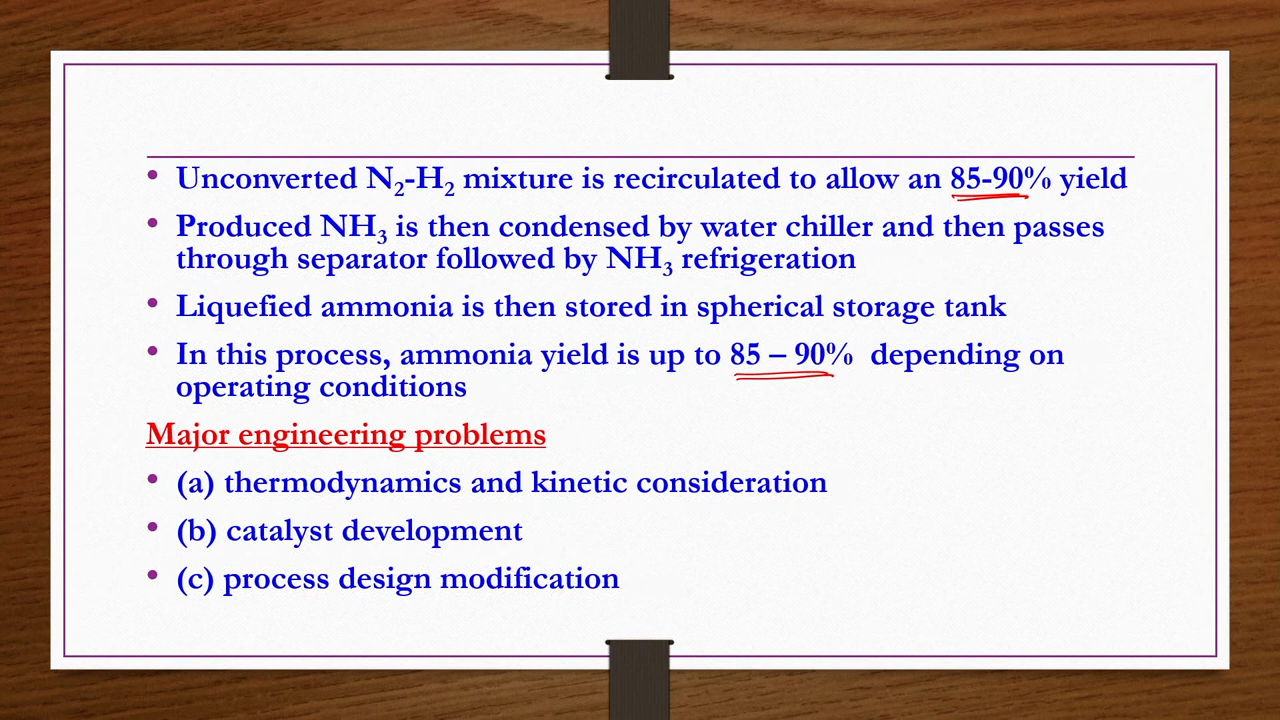 • Unconverted N₂-H₂ mixture is recirculated to allow an 85-90% yield
• Produced NH₃ is then condensed by water chiller and then passes
through separator followed by NH₃ refrigeration
• Liquefied ammonia is then stored in spherical storage tank
• In this process, ammonia yield is up to 85 – 90% depending on
operating conditions
Major engineering problems
• (a) thermodynamics and kinetic consideration
• (b) catalyst development
• (c) process design modification